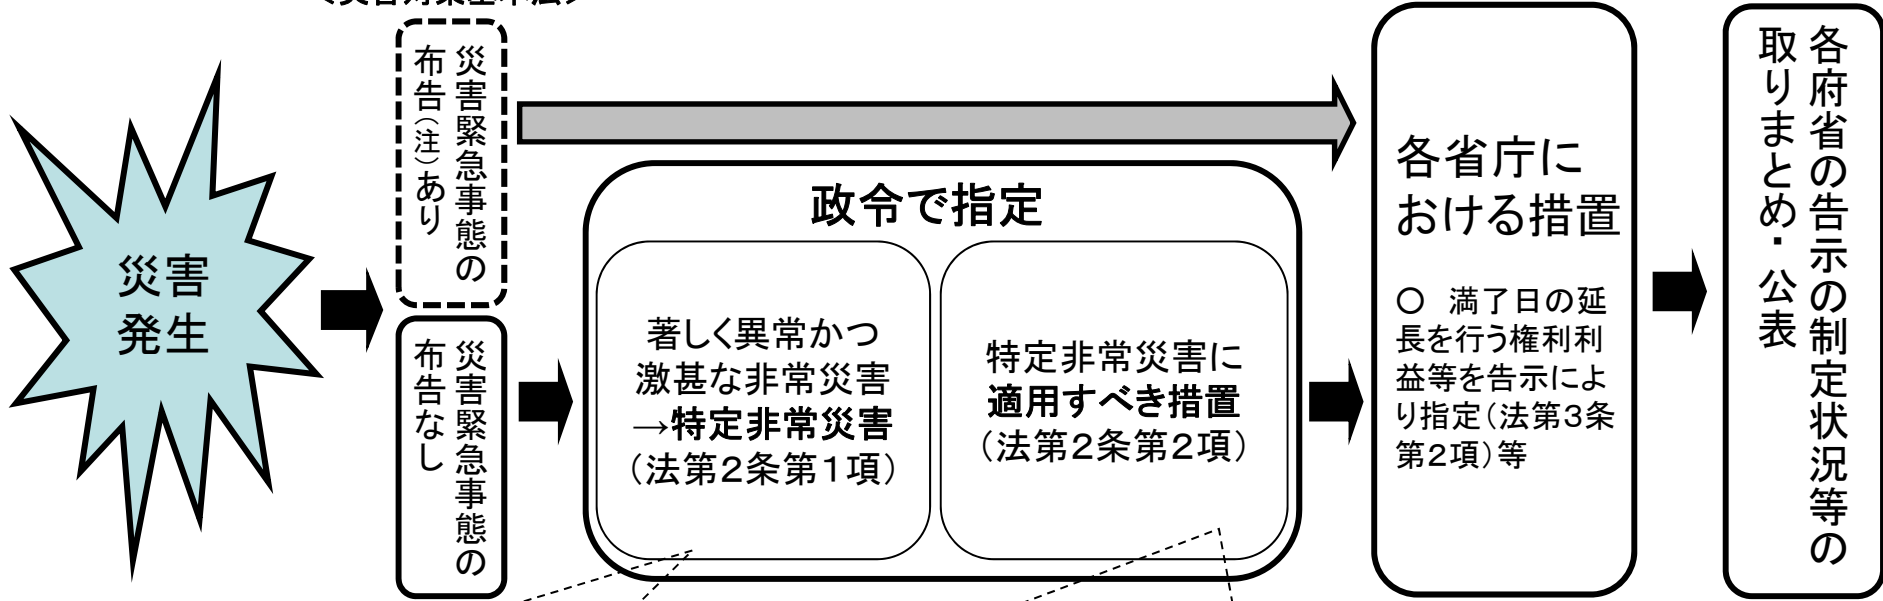 <災害対策基本法>
災害
発生
災害緊急事態の
布告(注)あり
災害緊急事態の
布告なし
政令で指定
著しく異常かつ
激甚な非常災害
→特定非常災害
(法第2条第1項)
特定非常災害に
適用すべき措置
(法第2条第2項)
各省庁に
おける措置
○ 満了日の延
長を行う権利利
益等を告示によ
り指定(法第3条
第2項)等
各府省の告示の制定状況等の
取りまとめ・公表